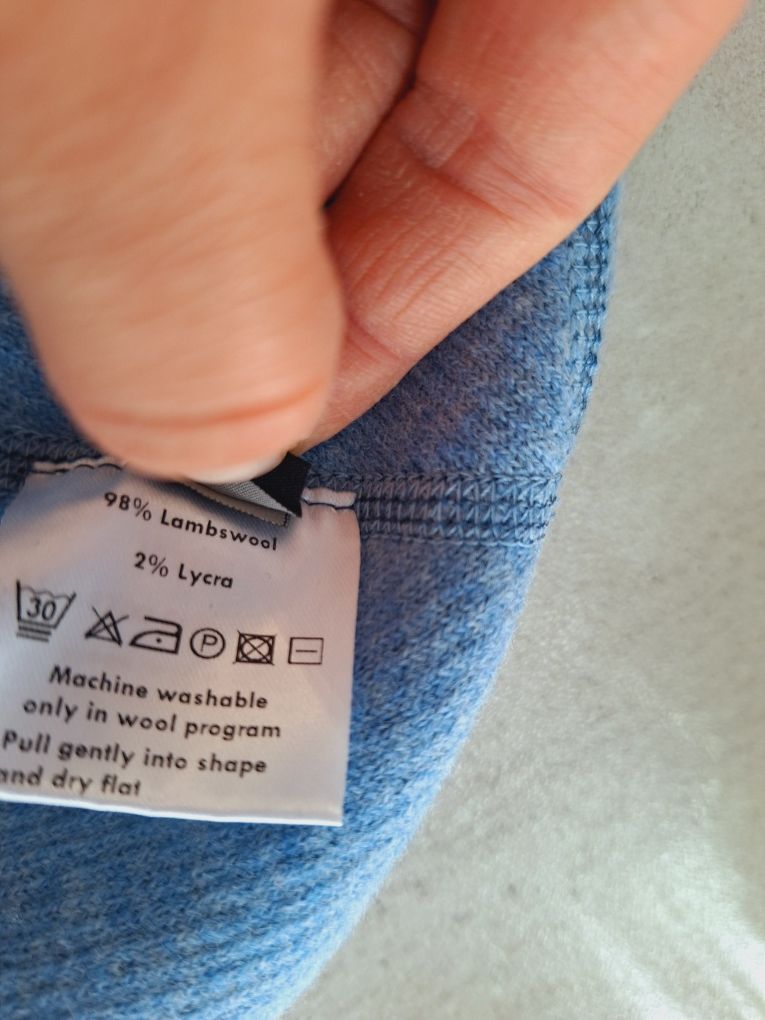 98% Lambswool
2% Lycra
30 P
Machine washable
only in wool program
Pull gently into shape
and dry flat